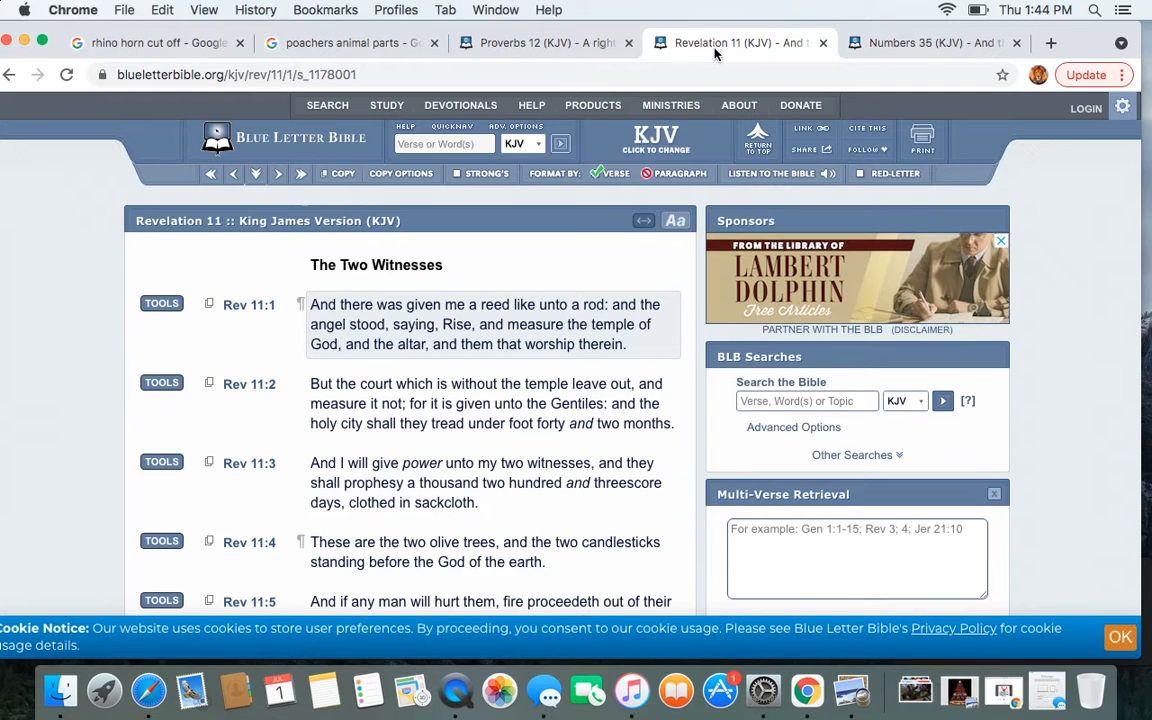 Chrome File Edit View History Bookmarks Profiles Tab Window Help Thu 1:44 PM
rhino horn cut off - Google × poachers animal parts - Go × Proverbs 12 (KJV) - A right × Revelation 11 (KJV) - And t × Numbers 35 (KJV) - And th × +
blueletterbible.org/kjv/rev/11/1/s_1178001 Update
SEARCH STUDY DEVOTIONALS HELP PRODUCTS MINISTRIES ABOUT DONATE LOGIN
BLUE LETTER BIBLE
HELP QUICKNAV ADV. OPTIONS
Verse or Word(s) KJV
KJV
CLICK TO CHANGE
RETURN
TO TOP
LINK CITE THIS
SHARE FOLLOW
PRINT
COPY COPY OPTIONS STRONG'S FORMAT BY: VERSE PARAGRAPH LISTEN TO THE BIBLE RED-LETTER
Revelation 11 :: King James Version (KJV) Aa
The Two Witnesses
TOOLS Rev 11:1 ¶ And there was given me a reed like unto a rod: and the
angel stood, saying, Rise, and measure the temple of
God, and the altar, and them that worship therein.
TOOLS Rev 11:2 But the court which is without the temple leave out, and
measure it not; for it is given unto the Gentiles: and the
holy city shall they tread under foot forty and two months.
TOOLS Rev 11:3 And I will give power unto my two witnesses, and they
shall prophesy a thousand two hundred and threescore
days, clothed in sackcloth.
TOOLS Rev 11:4 ¶ These are the two olive trees, and the two candlesticks
standing before the God of the earth.
TOOLS Rev 11:5 And if any man will hurt them, fire proceedeth out of their
Sponsors
FROM THE LIBRARY OF
LAMBERT
DOLPHIN
Free Articles
PARTNER WITH THE BLB (DISCLAIMER)
BLB Searches
Search the Bible
Verse, Word(s) or Topic KJV [?]
Advanced Options
Other Searches
Multi-Verse Retrieval x
For example: Gen 1:1-15; Rev 3; 4; Jer 21:10
Cookie Notice: Our website uses cookies to store user preferences. By proceeding, you consent to our cookie usage. Please see Blue Letter Bible's Privacy Policy for cookie
usage details.
OK
JUL
1
1